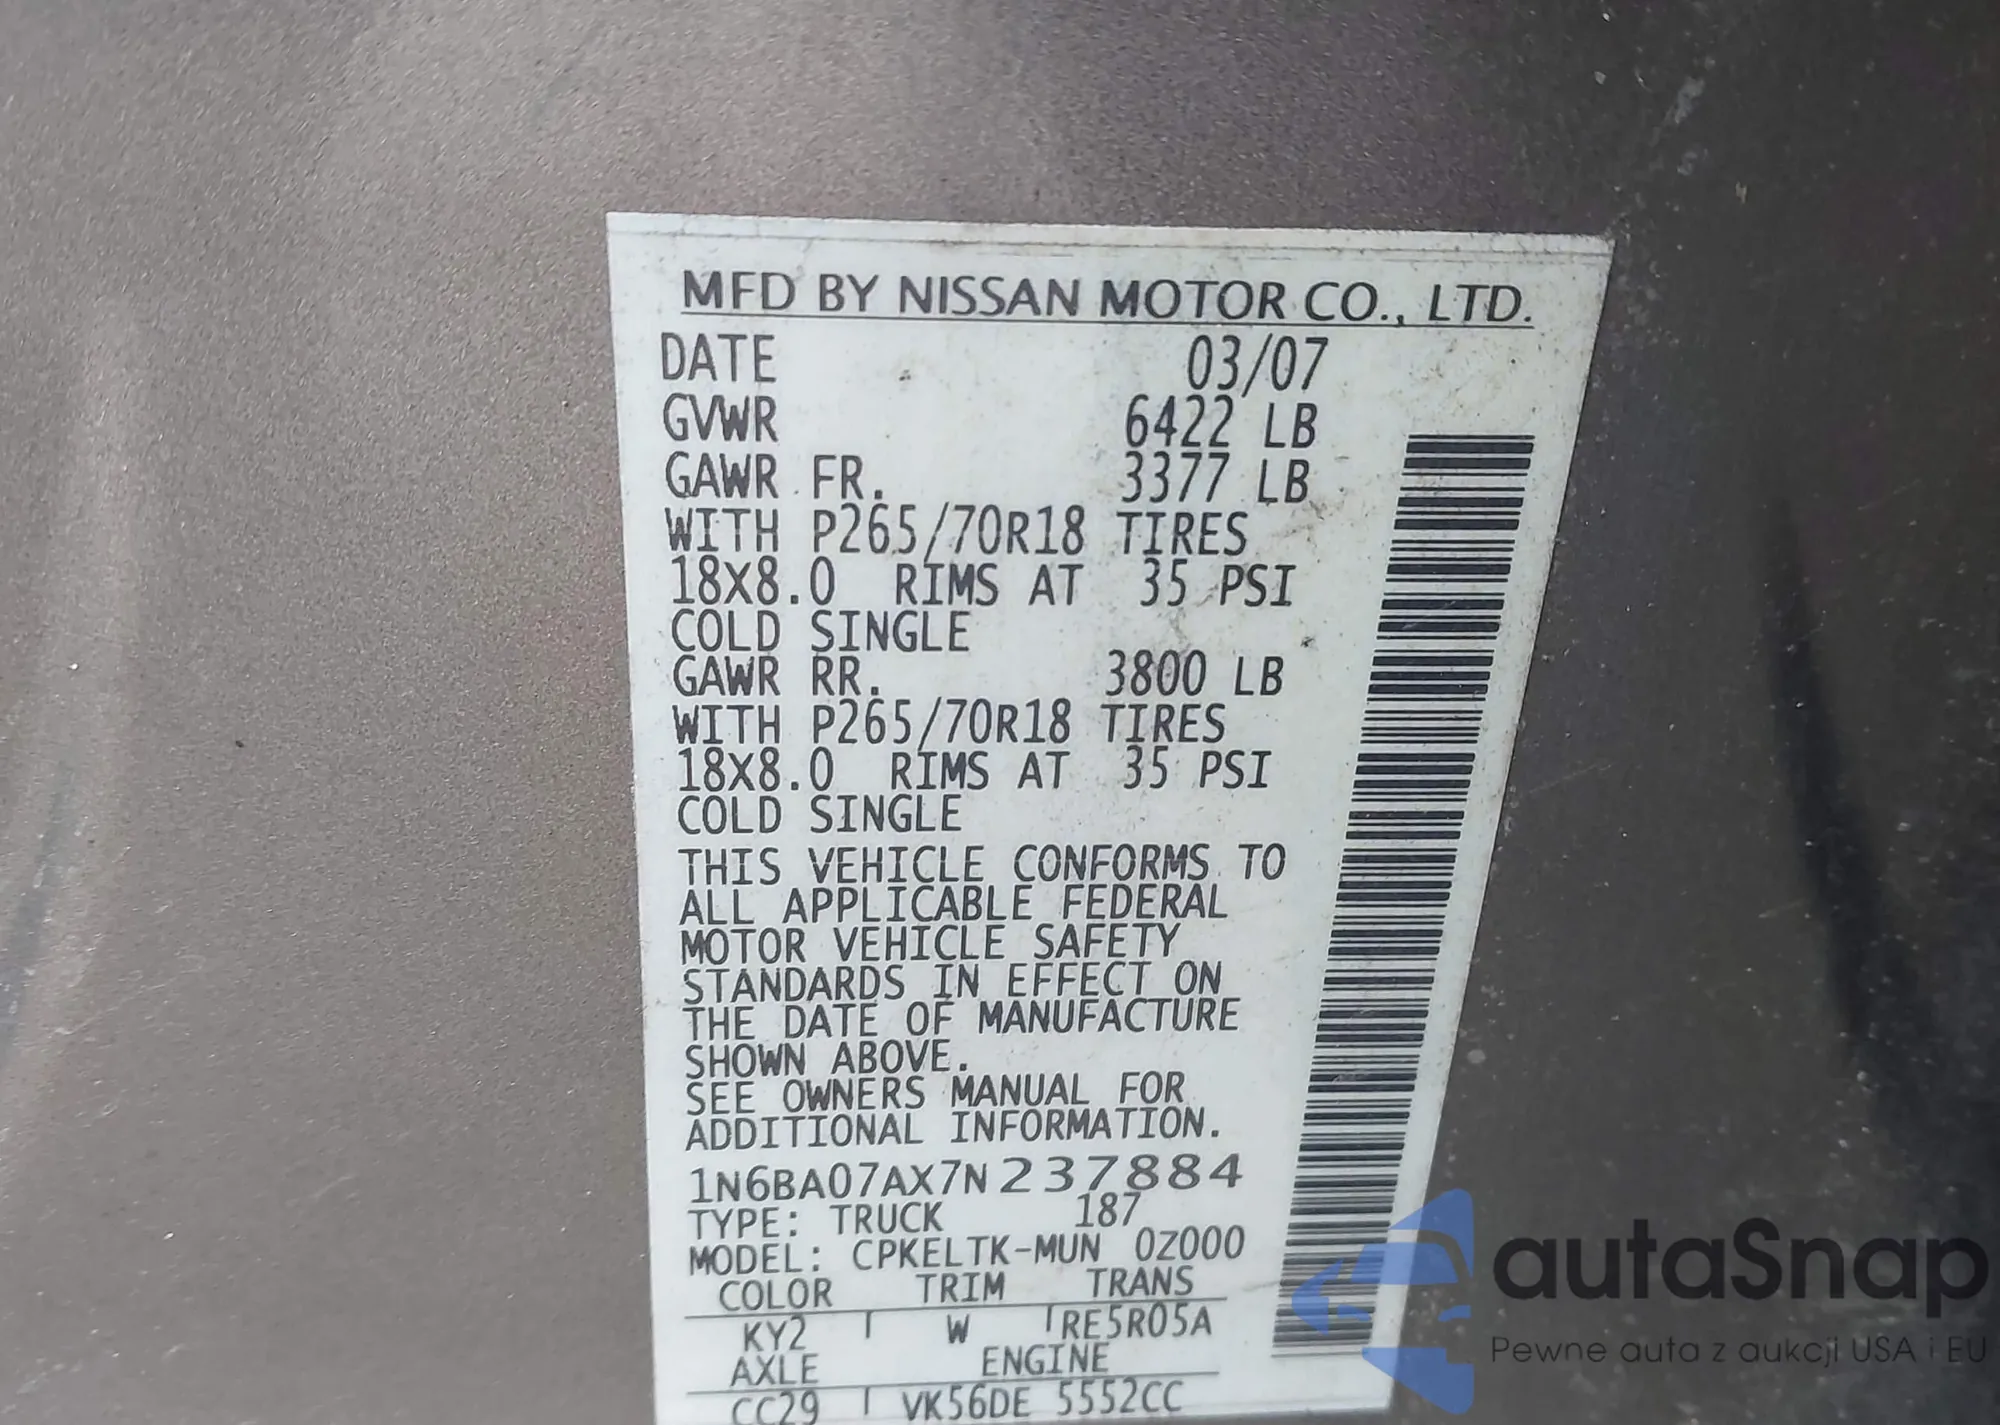 MFD BY NISSAN MOTOR CO., LTD.
DATE 03/07
GVWR 6422 LB
GAWR FR. 3377 LB
WITH P265/70R18 TIRES
18X8.0 RIMS AT 35 PSI
COLD SINGLE
GAWR RR. 3800 LB
WITH P265/70R18 TIRES
18X8.0 RIMS AT 35 PSI
COLD SINGLE
THIS VEHICLE CONFORMS TO
ALL APPLICABLE FEDERAL
MOTOR VEHICLE SAFETY
STANDARDS IN EFFECT ON
THE DATE OF MANUFACTURE
SHOWN ABOVE.
SEE OWNERS MANUAL FOR
ADDITIONAL INFORMATION.
1N6BA07AX7N237884
TYPE: TRUCK 187
MODEL: CPKELTK-MUN 0Z000
COLOR TRIM TRANS
KY2 W RE5R05A
AXLE ENGINE
CC29 VK56DE 5552CC
autaSnap
Pewne auta z aukcji USA i EU